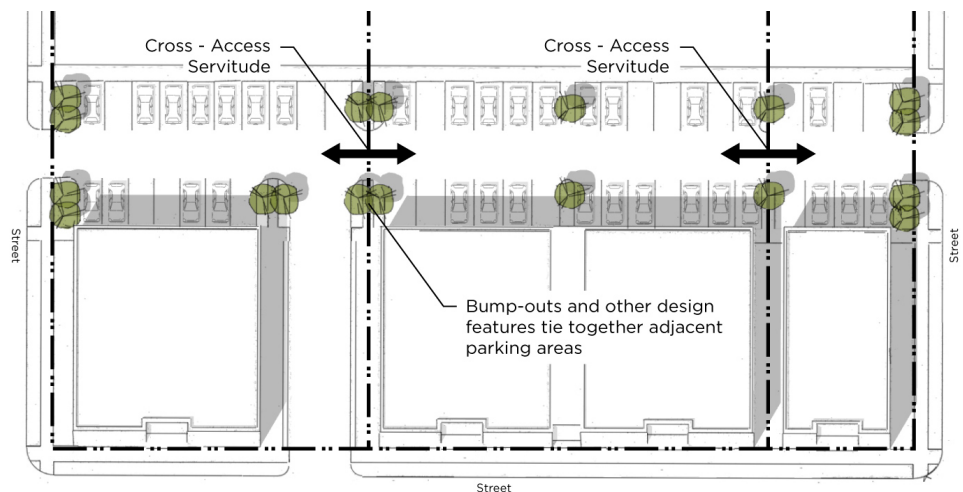 Cross - Access
Servitude
Cross - Access
Servitude
Street
Street
Bump-outs and other design
features tie together adjacent
parking areas
Street